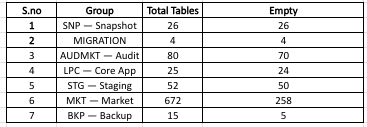 S.no Group Total Tables Empty
1 SNP — Snapshot 26 26
2 MIGRATION 4 4
3 AUDMKT — Audit 80 70
4 LPC — Core App 25 24
5 STG — Staging 52 50
6 MKT — Market 672 258
7 BKP — Backup 15 5